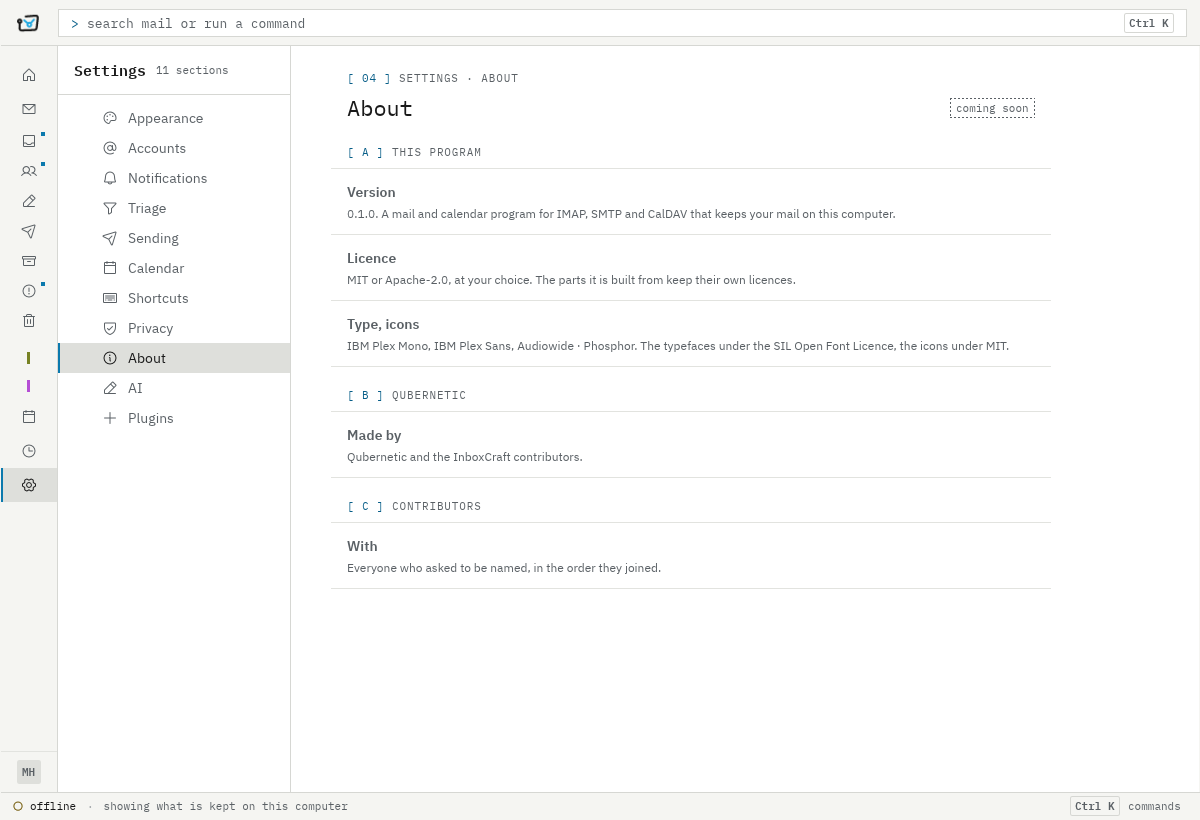 > search mail or run a command Ctrl K
Settings 11 sections
Appearance
Accounts
Notifications
Triage
Sending
Calendar
Shortcuts
Privacy
About
AI
Plugins
[ 04 ] SETTINGS · ABOUT
About
coming soon
[ A ] THIS PROGRAM
Version
0.1.0. A mail and calendar program for IMAP, SMTP and CalDAV that keeps your mail on this computer.
Licence
MIT or Apache-2.0, at your choice. The parts it is built from keep their own licences.
Type, icons
IBM Plex Mono, IBM Plex Sans, Audiowide · Phosphor. The typefaces under the SIL Open Font Licence, the icons under MIT.
[ B ] QUBERNETIC
Made by
Qubernetic and the InboxCraft contributors.
[ C ] CONTRIBUTORS
With
Everyone who asked to be named, in the order they joined.
MH
offline · showing what is kept on this computer
Ctrl K commands